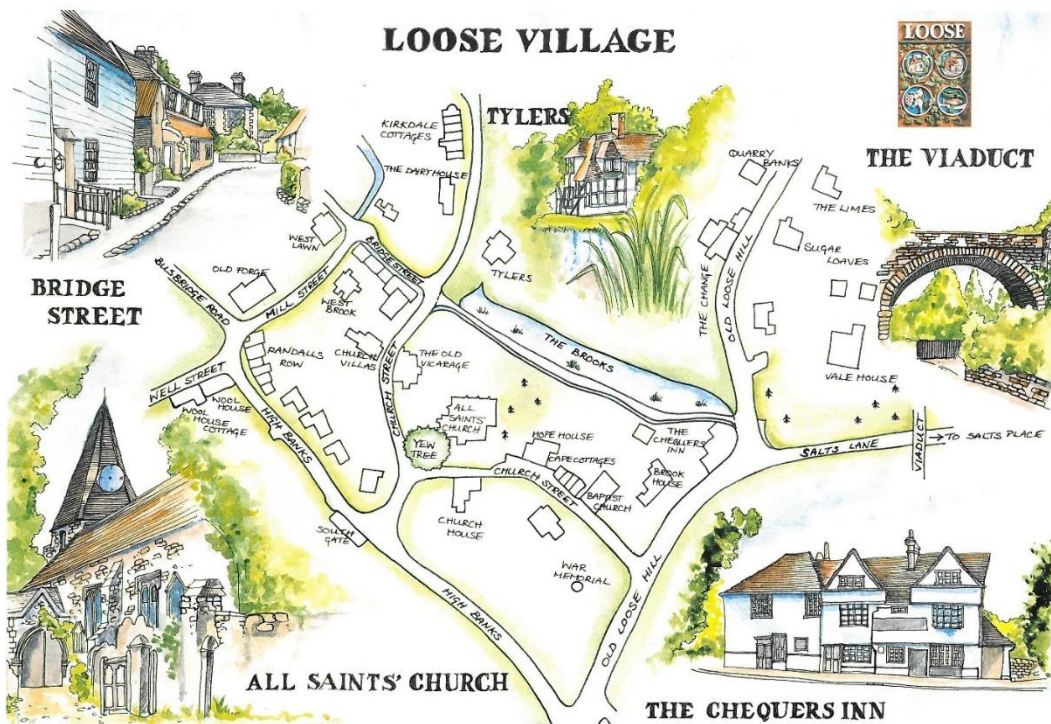 LOOSE VILLAGE
LOOSE
TYLERS
THE VIADUCT
BRIDGE
STREET
KIRKDALE
COTTAGES
THE DAIRY HOUSE
WEST
LAWN
BRIDGE STREET
OLD FORGE
MILL STREET
BUSBRIDGE ROAD
WEST
BROOK
TYLERS
QUARRY
BANKS
THE LIMES
SUGAR
LOAVES
THE CHANGE
OLD LOOSE HILL
VALE HOUSE
THE BROOKS
RANDALLS
ROW
CHURCH
VILLAS
CHURCH STREET
THE OLD
VICARAGE
WELL STREET
WOOL
HOUSE
WOOL
HOUSE
COTTAGE
HIGH BANKS
ALL
SAINTS'
CHURCH
YEW
TREE
HOPE HOUSE
CAPE COTTAGES
THE
CHEQUERS
INN
BROOK
HOUSE
BAPTIST
CHURCH
CHURCH STREET
SALTS LANE
VIADUCT
TO SALTS PLACE
SOUTH
GATE
CHURCH
HOUSE
WAR
MEMORIAL
HIGH BANKS
OLD LOOSE HILL
ALL SAINTS' CHURCH
THE CHEQUERS INN